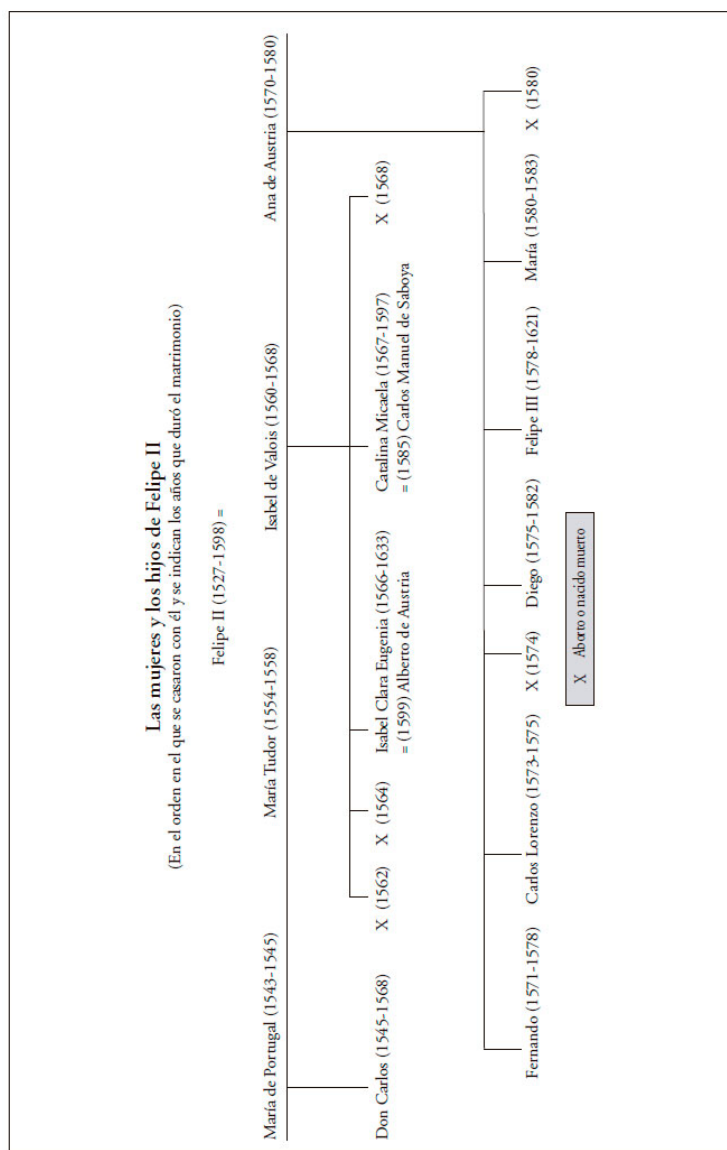 Las mujeres y los hijos de Felipe II
(En el orden en el que se casaron con él y se indican los años que duró el matrimonio)
Felipe II (1527-1598) =
María de Portugal (1543-1545)
María Tudor (1554-1558)
Isabel de Valois (1560-1568)
Ana de Austria (1570-1580)
Don Carlos (1545-1568)
X (1562)
X (1564)
Isabel Clara Eugenia (1566-1633)
= (1599) Alberto de Austria
Catalina Micaela (1567-1597)
= (1585) Carlos Manuel de Saboya
X (1568)
Fernando (1571-1578)
Carlos Lorenzo (1573-1575)
X (1574)
Diego (1575-1582)
Felipe III (1578-1621)
María (1580-1583)
X (1580)
X Aborto o nacido muerto